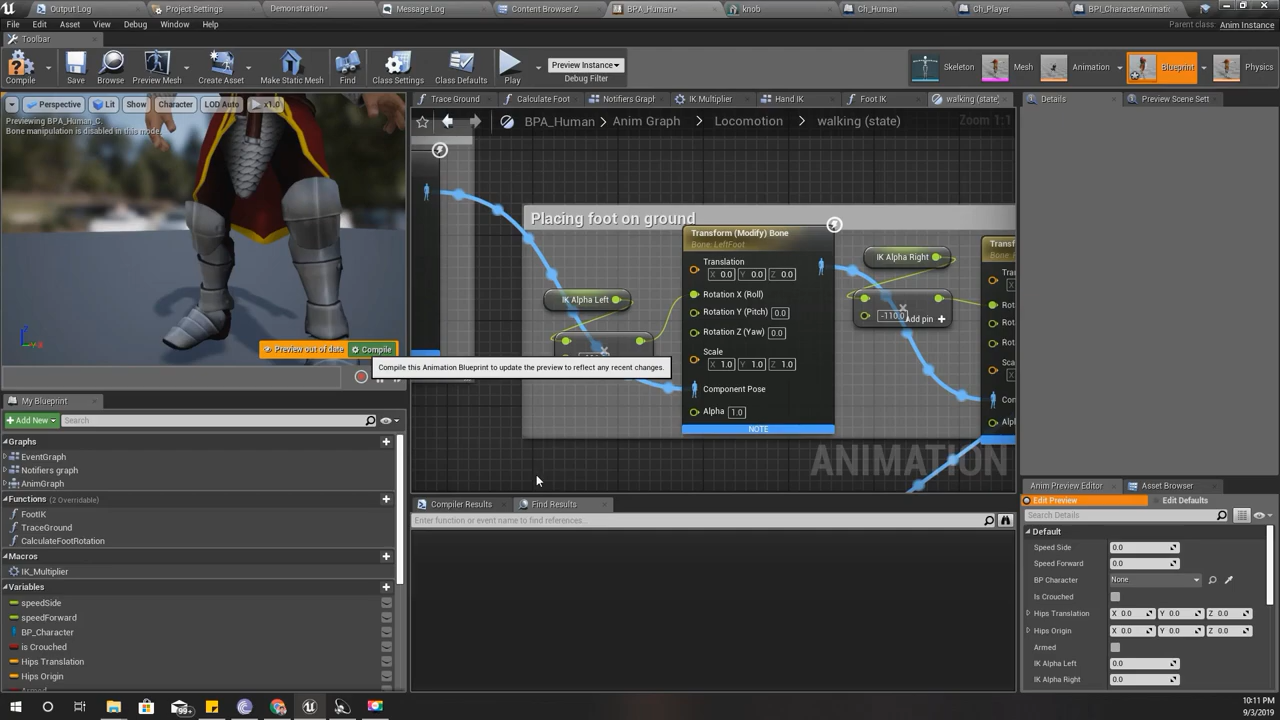 Output Log
Project Settings
Demonstration*
Message Log
Content Browser 2
BPA_Human*
knob
Ch_Human
Ch_Player
BPI_CharacterAnimatio
File
Edit
Asset
View
Debug
Window
Help
Parent class: Anim Instance
Toolbar
Compile
Save
Browse
Preview Mesh
Create Asset
Make Static Mesh
Find
Class Settings
Class Defaults
Play
Preview Instance
Debug Filter
Skeleton
Mesh
Animation
Blueprint
Physics
Perspective
Lit
Show
Character
LOD Auto
x1.0
Previewing BPA_Human_C.
Bone manipulation is disabled in this mode.
Preview out of date
Compile
Compile this Animation Blueprint to update the preview to reflect any recent changes.
Trace Ground
Calculate Foot
Notifiers Graph
IK Multiplier
Hand IK
Foot IK
walking (state)
BPA_Human
Anim Graph
Locomotion
walking (state)
Zoom 1:1
Placing foot on ground
Transform (Modify) Bone
Bone: LeftFoot
Translation
X 0.0 Y 0.0 Z 0.0
Rotation X (Roll)
Rotation Y (Pitch) 0.0
Rotation Z (Yaw) 0.0
Scale
X 1.0 Y 1.0 Z 1.0
Component Pose
Alpha 1.0
NOTE
IK Alpha Left
IK Alpha Right
-110.0
Add pin +
Transf
Bone: R
Tra
X
Rot
Rot
Rot
Sca
X
Cor
Alp
ANIMATION
Details
Preview Scene Sett
My Blueprint
Add New
Search
Graphs
EventGraph
Notifiers graph
AnimGraph
Functions (2 Overridable)
FootIK
TraceGround
CalculateFootRotation
Macros
IK_Multiplier
Variables
speedSide
speedForward
BP_Character
is Crouched
Hips Translation
Hips Origin
Armed
Compiler Results
Find Results
Enter function or event name to find references...
Anim Preview Editor
Asset Browser
Edit Preview
Edit Defaults
Search Details
Default
Speed Side 0.0
Speed Forward 0.0
BP Character None
Is Crouched
Hips Translation X 0.0 Y 0.0 Z 0.0
Hips Origin X 0.0 Y 0.0 Z 0.0
Armed
IK Alpha Left 0.0
IK Alpha Right 0.0
99+
10:11 PM
9/3/2019